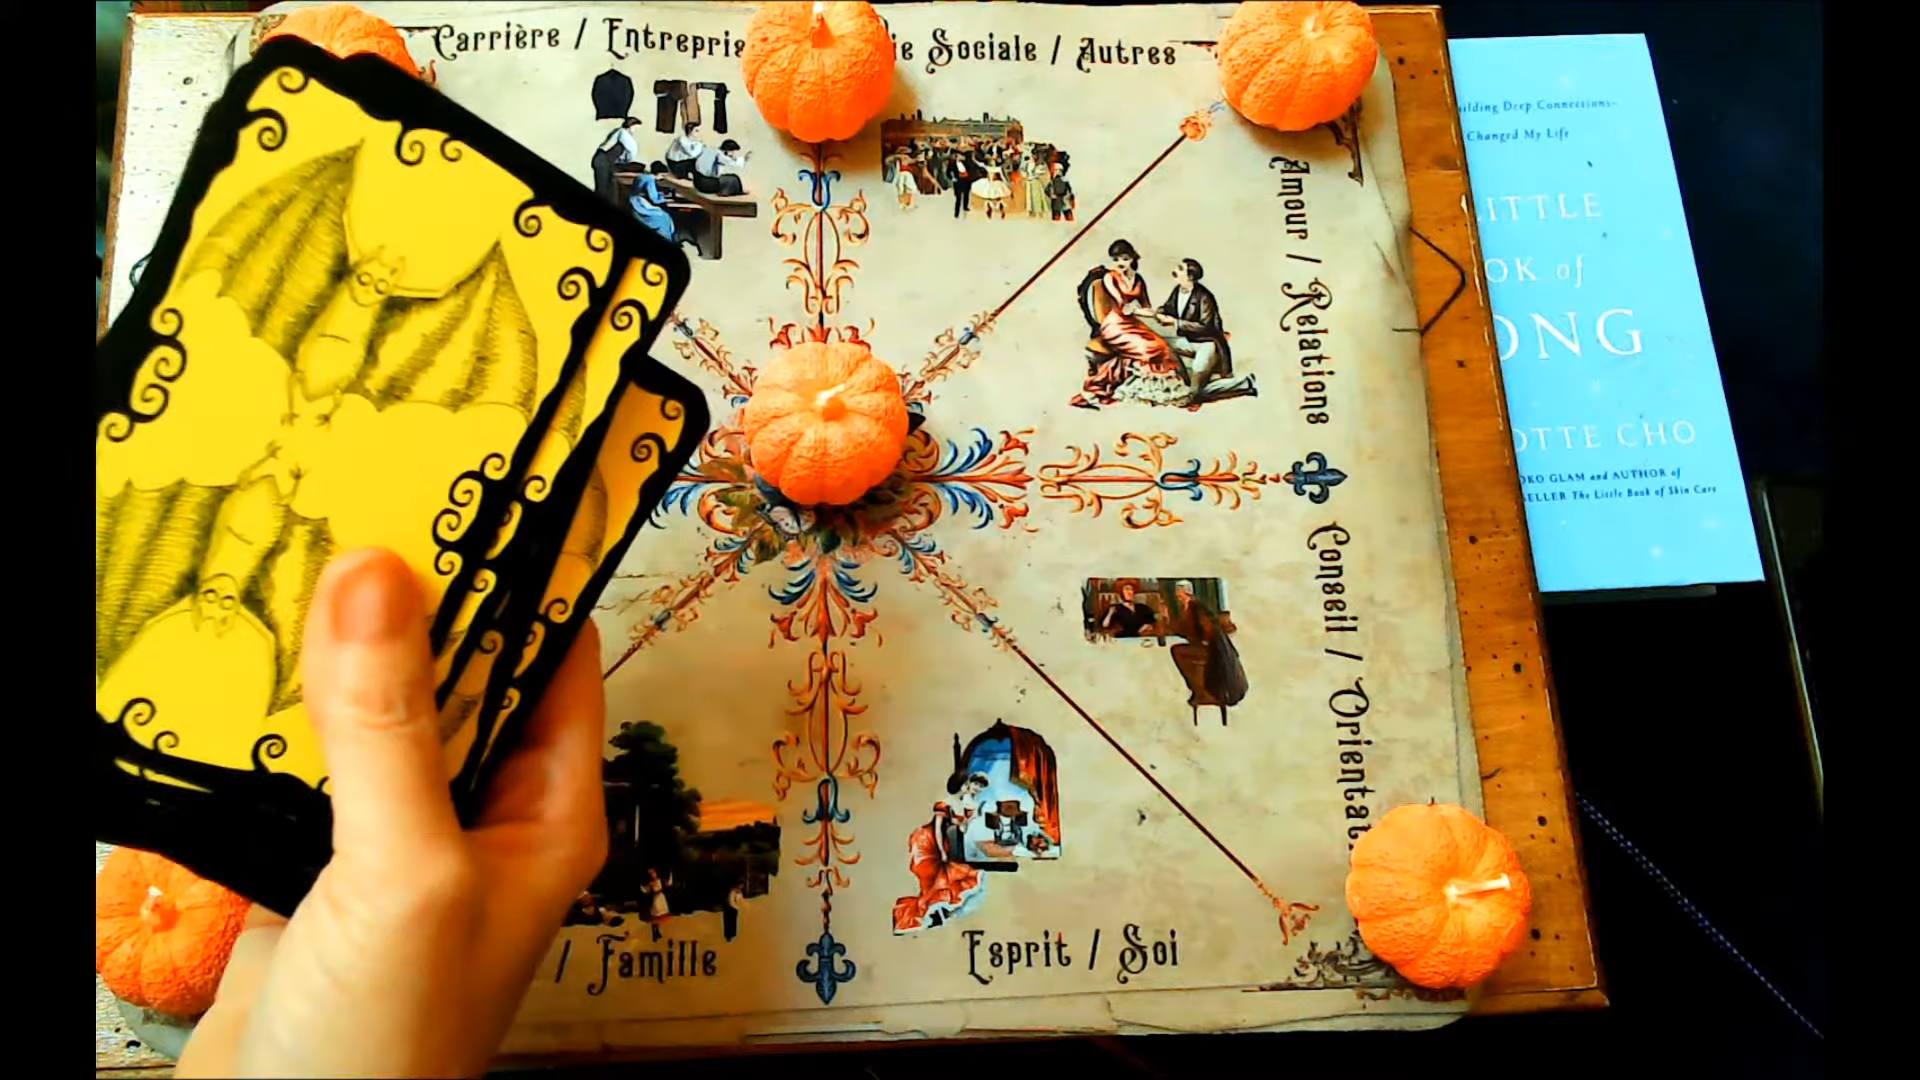 Carrière / Entrepris
ie Sociale / Autres
Amour / Relations
Conseil / Orientat
/ Famille
Esprit / Soi
ilding Deep Connections—
Changed My Life
ITTLE
OK of
ONG
OTTE CHO
OKO GLAM and AUTHOR of
SELLER The Little Book of Skin Care